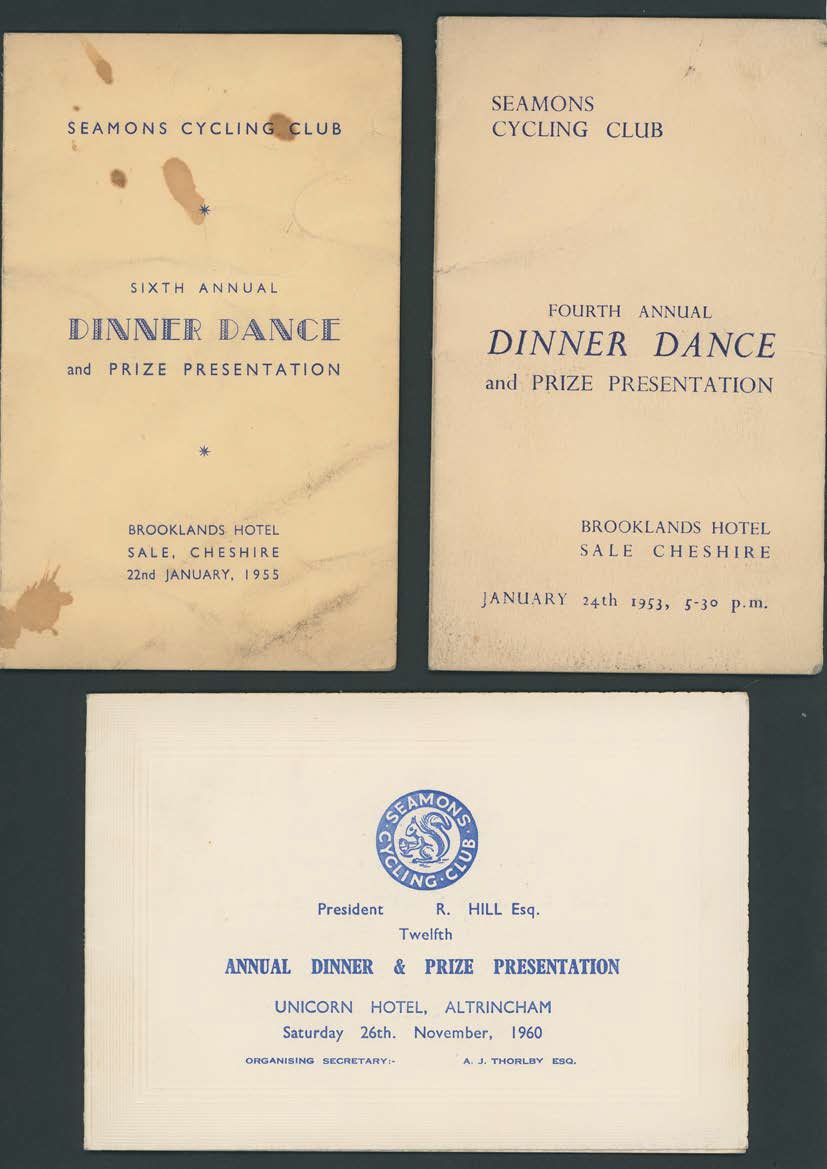 SEAMONS CYCLING CLUB
SIXTH ANNUAL
DINNER DANCE
and PRIZE PRESENTATION
BROOKLANDS HOTEL
SALE, CHESHIRE
22nd JANUARY, 1955
SEAMONS
CYCLING CLUB
FOURTH ANNUAL
DINNER DANCE
and PRIZE PRESENTATION
BROOKLANDS HOTEL
SALE CHESHIRE
JANUARY 24th 1953, 5-30 p.m.
SEAMONS · CYCLING · CLUB
President R. HILL Esq.
Twelfth
ANNUAL DINNER & PRIZE PRESENTATION
UNICORN HOTEL, ALTRINCHAM
Saturday 26th. November, 1960
ORGANISING SECRETARY:- A. J. THORLBY ESQ.